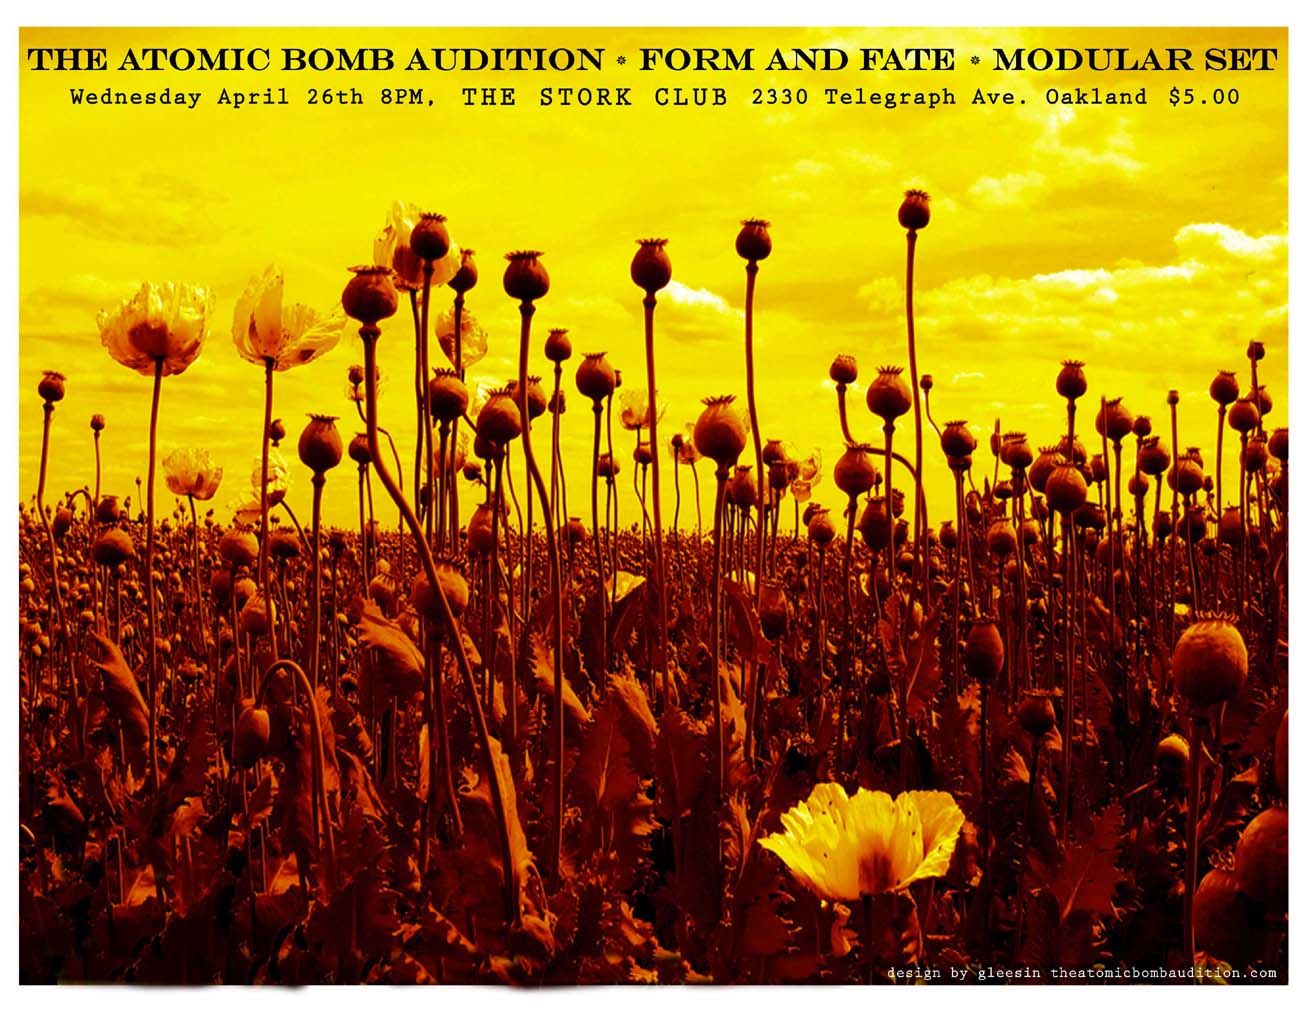 THE ATOMIC BOMB AUDITION * FORM AND FATE * MODULAR SET
Wednesday April 26th 8PM, THE STORK CLUB 2330 Telegraph Ave. Oakland $5.00
design by gleesin theatomicbombaudition.com